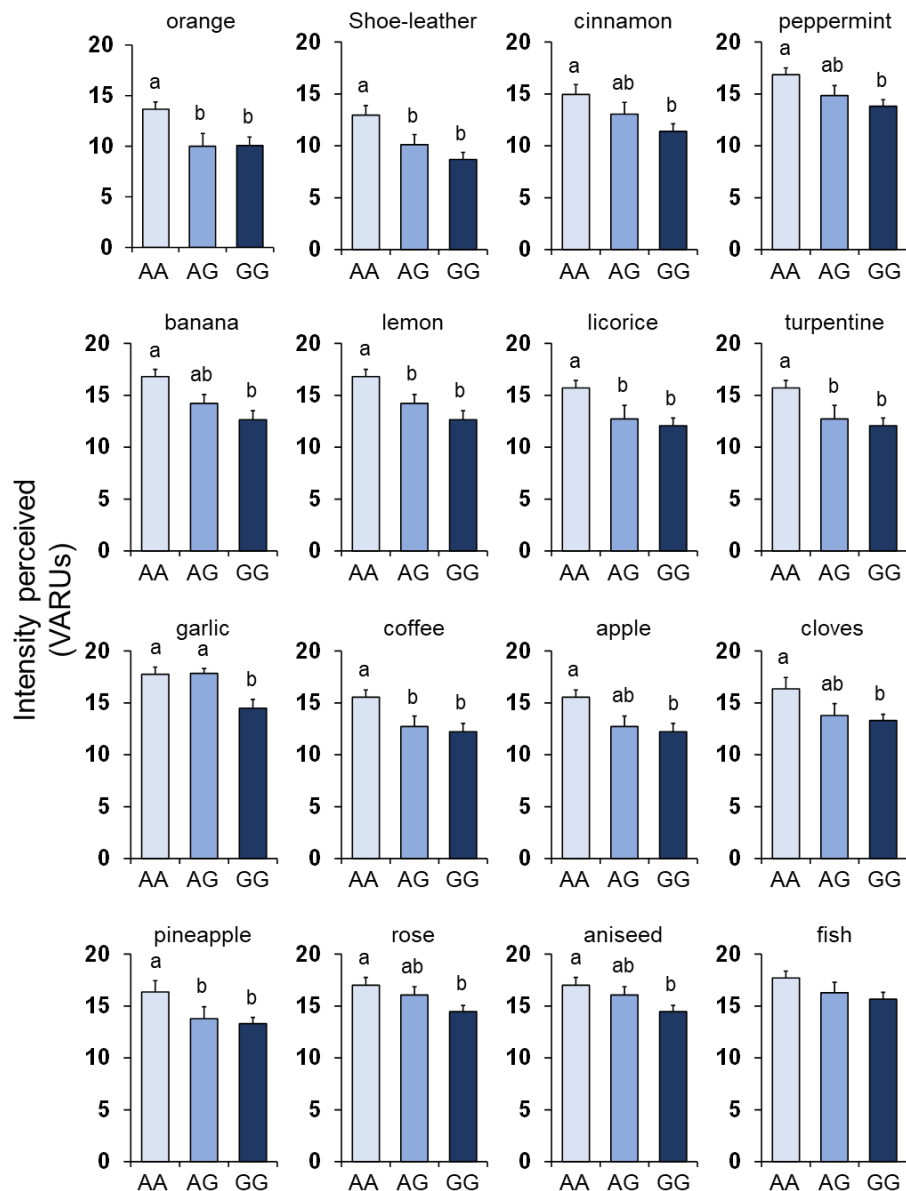 orange Shoe-leather cinnamon peppermint
20 20 20 20
a a a ab b a ab b
15 b b 15 b b 15 15
10 10 10 10
5 5 5 5
0 0 0 0
AA AG GG AA AG GG AA AG GG AA AG GG
banana lemon licorice turpentine
20 20 20 20
a ab b a b b a b b a b b
15 15 15 15
10 10 10 10
5 5 5 5
0 0 0 0
AA AG GG AA AG GG AA AG GG AA AG GG
Intensity perceived
(VARUs)
garlic coffee apple cloves
20 20 20 20
a a b a b b a ab b a ab b
15 15 15 15
10 10 10 10
5 5 5 5
0 0 0 0
AA AG GG AA AG GG AA AG GG AA AG GG
pineapple rose aniseed fish
20 20 20 20
a b b a ab b a ab b
15 15 15 15
10 10 10 10
5 5 5 5
0 0 0 0
AA AG GG AA AG GG AA AG GG AA AG GG